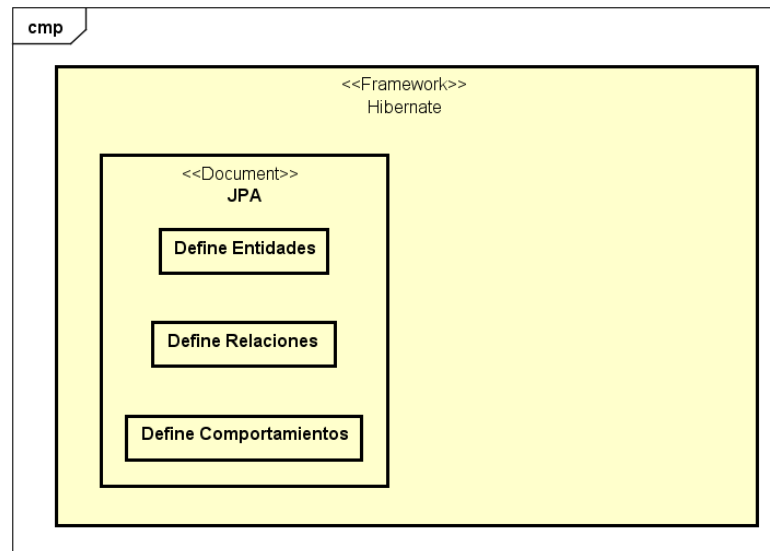 cmp
<<Framework>>
Hibernate
<<Document>>
JPA
Define Entidades
Define Relaciones
Define Comportamientos